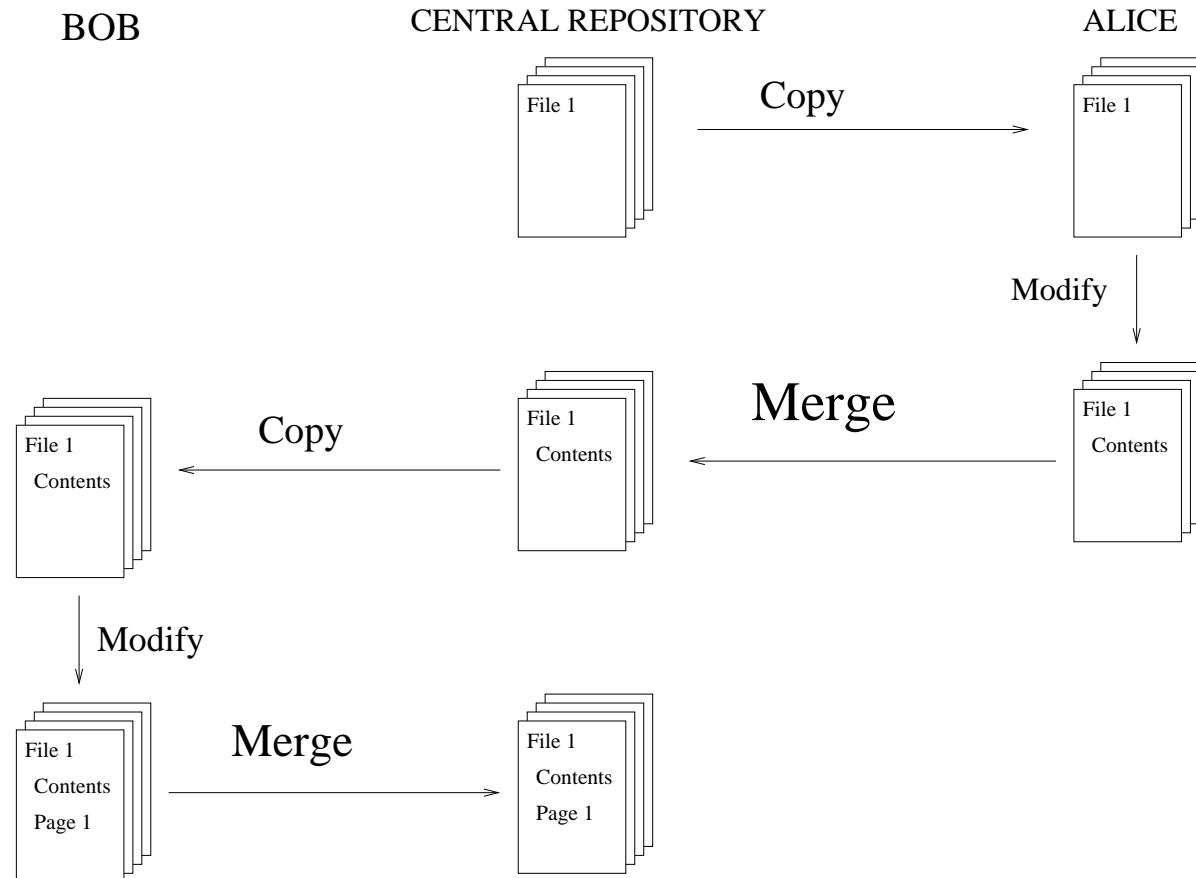 BOB
CENTRAL REPOSITORY
ALICE
File 1
Copy
File 1
Modify
File 1
Contents
Copy
File 1
Contents
Merge
File 1
Contents
Modify
File 1
Contents
Page 1
Merge
File 1
Contents
Page 1